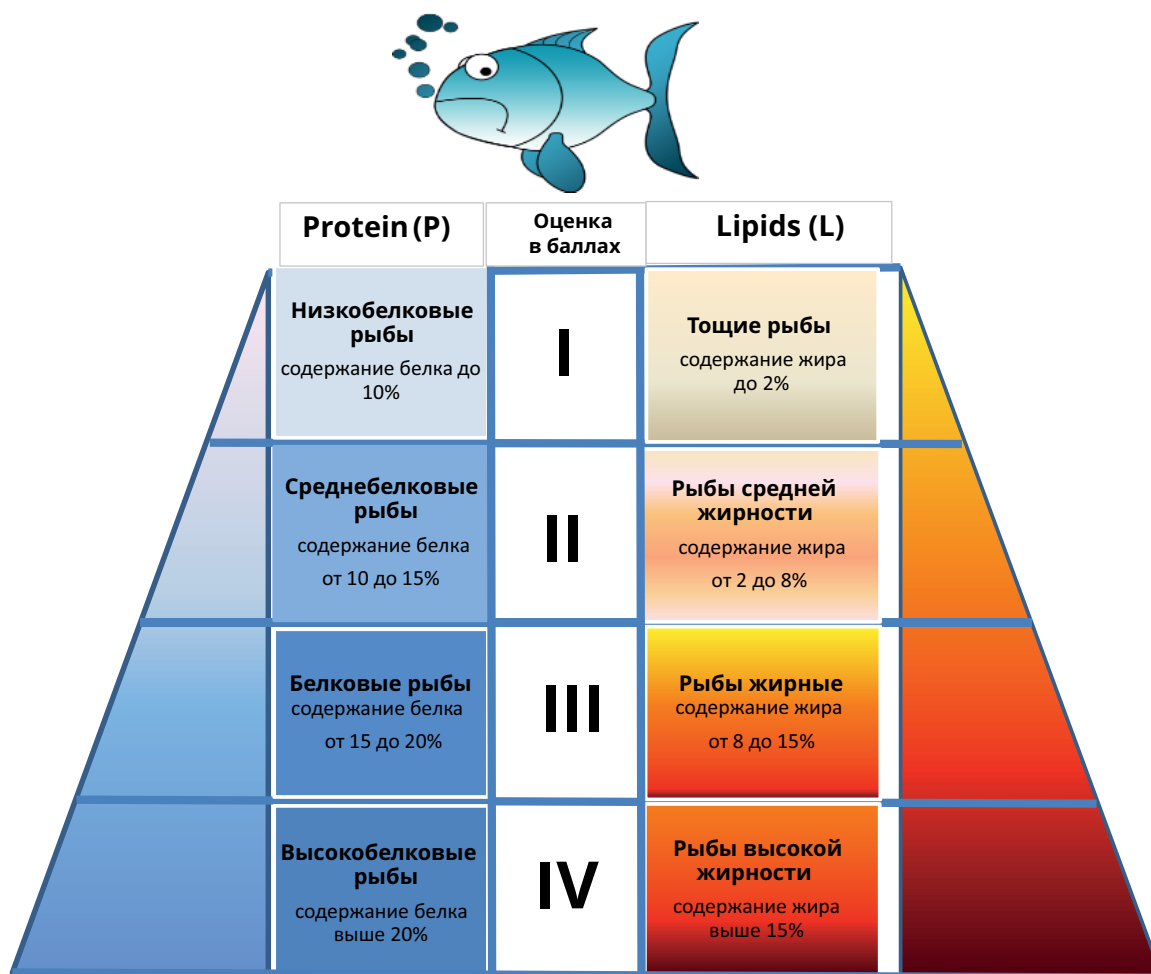 Protein (P)
Оценка
в баллах
Lipids (L)
Низкобелковые
рыбы
содержание белка до
10%
I
Тощие рыбы
содержание жира
до 2%
Среднебелковые
рыбы
содержание белка
от 10 до 15%
II
Рыбы средней
жирности
содержание жира
от 2 до 8%
Белковые рыбы
содержание белка
от 15 до 20%
III
Рыбы жирные
содержание жира
от 8 до 15%
Высокобелковые
рыбы
содержание белка
выше 20%
IV
Рыбы высокой
жирности
содержание жира
выше 15%